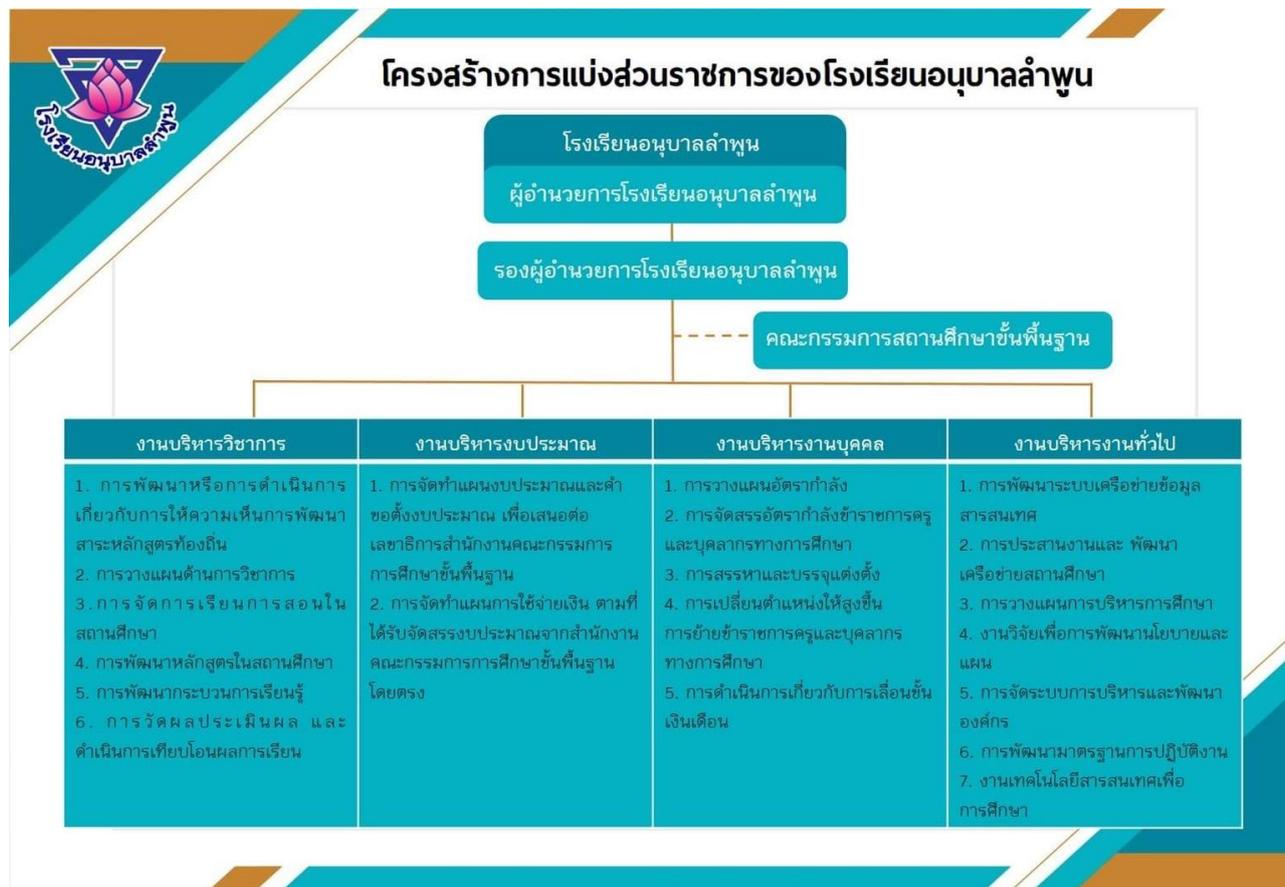 โครงสร้างการแบ่งส่วนราชการของโรงเรียนอนุบาลลำพูน
โรงเรียนอนุบาลลำพูน
โรงเรียนอนุบาลลำพูน
ผู้อำนวยการโรงเรียนอนุบาลลำพูน
รองผู้อำนวยการโรงเรียนอนุบาลลำพูน
คณะกรรมการสถานศึกษาขั้นพื้นฐาน
งานบริหารวิชาการ
1. การพัฒนาหรือการดำเนินการ
เกี่ยวกับการให้ความเห็นการพัฒนา
สาระหลักสูตรท้องถิ่น
2. การวางแผนด้านการวิชาการ
3.การจัดการเรียนการสอนใน
สถานศึกษา
4. การพัฒนาหลักสูตรในสถานศึกษา
5. การพัฒนากระบวนการเรียนรู้
6. การวัดผลประเมินผล และ
ดำเนินการเทียบโอนผลการเรียน
งานบริหารงบประมาณ
1. การจัดทำแผนงบประมาณและคำ
ขอตั้งงบประมาณ เพื่อเสนอต่อ
เลขาธิการสำนักงานคณะกรรมการ
การศึกษาขั้นพื้นฐาน
2. การจัดทำแผนการใช้จ่ายเงิน ตามที่
ได้รับจัดสรรงบประมาณจากสำนักงาน
คณะกรรมการการศึกษาขั้นพื้นฐาน
โดยตรง
งานบริหารงานบุคคล
1. การวางแผนอัตรากำลัง
2. การจัดสรรอัตรากำลังข้าราชการครู
และบุคลากรทางการศึกษา
3. การสรรหาและบรรจุแต่งตั้ง
4. การเปลี่ยนตำแหน่งให้สูงขึ้น
การย้ายข้าราชการครูและบุคลากร
ทางการศึกษา
5. การดำเนินการเกี่ยวกับการเลื่อนขั้น
เงินเดือน
งานบริหารงานทั่วไป
1. การพัฒนาระบบเครือข่ายข้อมูล
สารสนเทศ
2. การประสานงานและ พัฒนา
เครือข่ายสถานศึกษา
3. การวางแผนการบริหารการศึกษา
4. งานวิจัยเพื่อการพัฒนานโยบายและ
แผน
5. การจัดระบบการบริหารและพัฒนา
องค์กร
6. การพัฒนามาตรฐานการปฏิบัติงาน
7. งานเทคโนโลยีสารสนเทศเพื่อ
การศึกษา